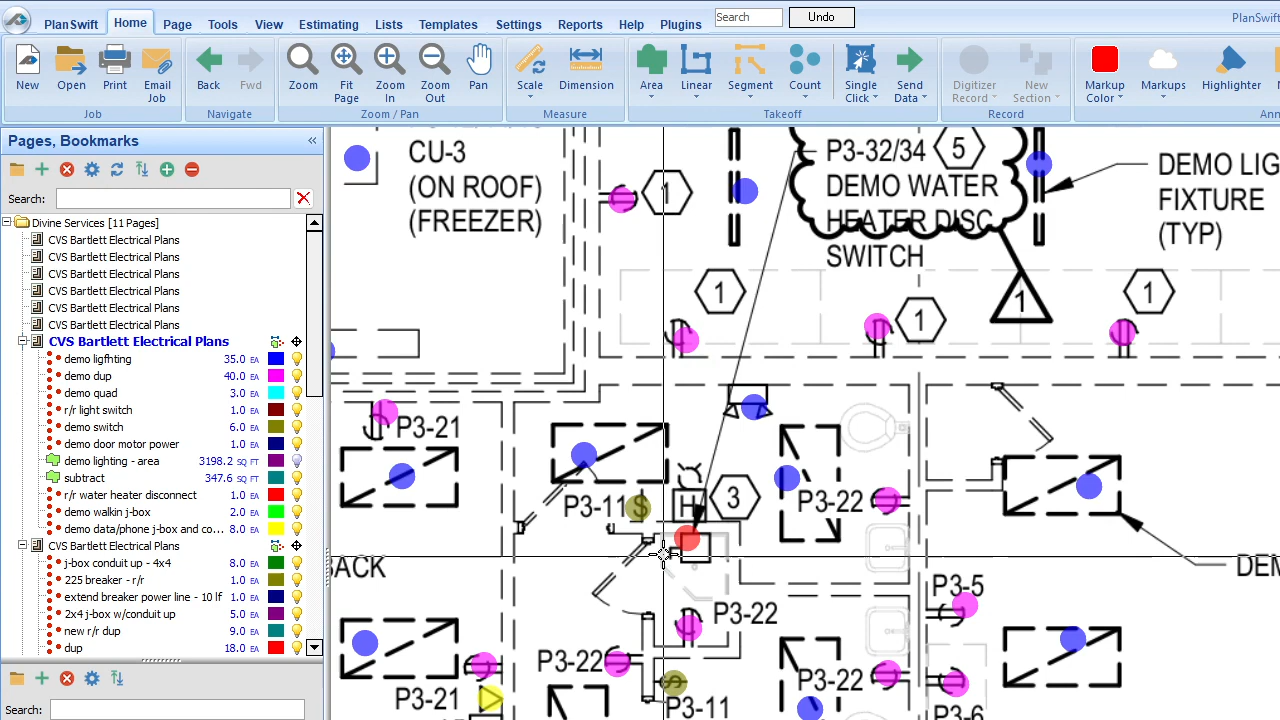 PlanSwift Home Page Tools View Estimating Lists Templates Settings Reports Help Plugins Search Undo PlanSwift
New Open Print Email Job Back Fwd Zoom Fit Page Zoom In Zoom Out Pan Scale Dimension Area Linear Segment Count Single Click Send Data Digitizer Record New Section Markup Color Markups Highlighter
Job Navigate Zoom / Pan Measure Takeoff Record
Pages, Bookmarks
Search:
Divine Services [11 Pages]
CVS Bartlett Electrical Plans
CVS Bartlett Electrical Plans
CVS Bartlett Electrical Plans
CVS Bartlett Electrical Plans
CVS Bartlett Electrical Plans
CVS Bartlett Electrical Plans
CVS Bartlett Electrical Plans
demo ligfhting 35.0 EA
demo dup 40.0 EA
demo quad 3.0 EA
r/r light switch 1.0 EA
demo switch 6.0 EA
demo door motor power 1.0 EA
demo lighting - area 3198.2 SQ FT
subtract 347.6 SQ FT
r/r water heater disconnect 1.0 EA
demo walkin j-box 2.0 EA
demo data/phone j-box and co... 8.0 EA
CVS Bartlett Electrical Plans
j-box conduit up - 4x4 8.0 EA
225 breaker - r/r 1.0 EA
extend breaker power line - 10 lf 1.0 EA
2X4 j-box w/conduit up 5.0 EA
new r/r dup 9.0 EA
dup 18.0 EA
Search:
CU-3
(ON ROOF)
(FREEZER)
1
P3-32/34 5
DEMO WATER
HEATER DISC
SWITCH
DEMO LIG
FIXTURE
(TYP)
1
1
1
1
P3-21
P3-11 $
H
3
P3-22
BACK
DEM
P3-5
P3-22
P3-22
P3-22
P3-21
P3-11
P3-6